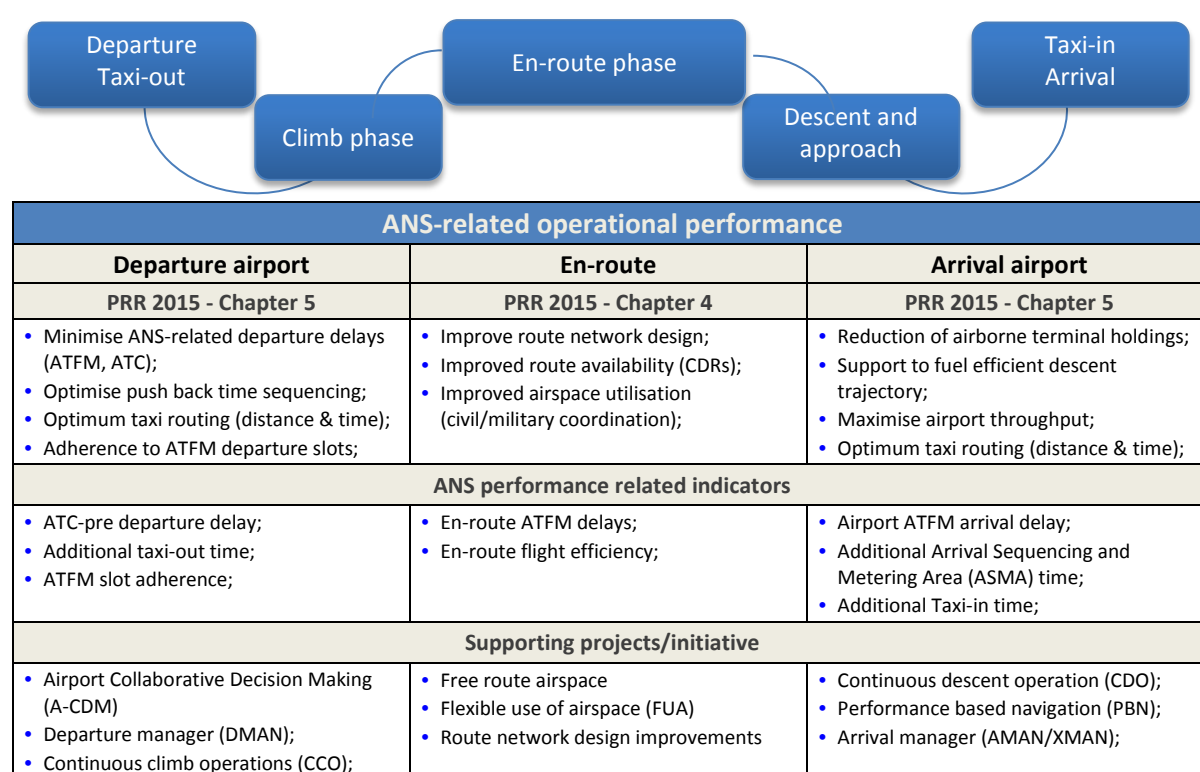 Departure
Taxi-out
Climb phase
En-route phase
Descent and
approach
Taxi-in
Arrival
ANS-related operational performance
Departure airport
En-route
Arrival airport
PRR 2015 - Chapter 5
PRR 2015 - Chapter 4
PRR 2015 - Chapter 5
• Minimise ANS-related departure delays
(ATFM, ATC);
• Optimise push back time sequencing;
• Optimum taxi routing (distance & time);
• Adherence to ATFM departure slots;
• Improve route network design;
• Improved route availability (CDRs);
• Improved airspace utilisation
(civil/military coordination);
• Reduction of airborne terminal holdings;
• Support to fuel efficient descent
trajectory;
• Maximise airport throughput;
• Optimum taxi routing (distance & time);
ANS performance related indicators
• ATC-pre departure delay;
• Additional taxi-out time;
• ATFM slot adherence;
• En-route ATFM delays;
• En-route flight efficiency;
• Airport ATFM arrival delay;
• Additional Arrival Sequencing and
Metering Area (ASMA) time;
• Additional Taxi-in time;
Supporting projects/initiative
• Airport Collaborative Decision Making
(A-CDM)
• Departure manager (DMAN);
• Continuous climb operations (CCO);
• Free route airspace
• Flexible use of airspace (FUA)
• Route network design improvements
• Continuous descent operation (CDO);
• Performance based navigation (PBN);
• Arrival manager (AMAN/XMAN);